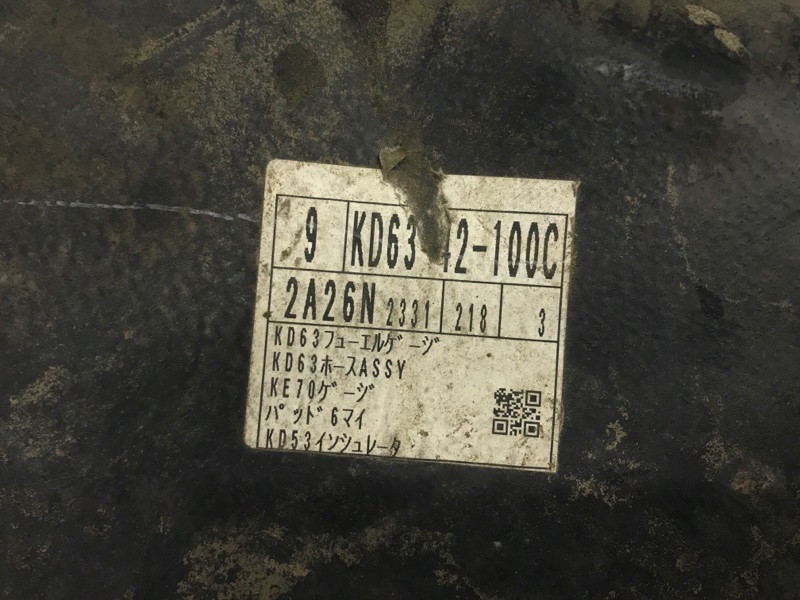 9 KD63 42-100C
2A26N 2331 218 3
KD63フューエルゲージ
KD63ホースASSY
KE70ゲージ
パッド6マイ
KD53インシュレータ